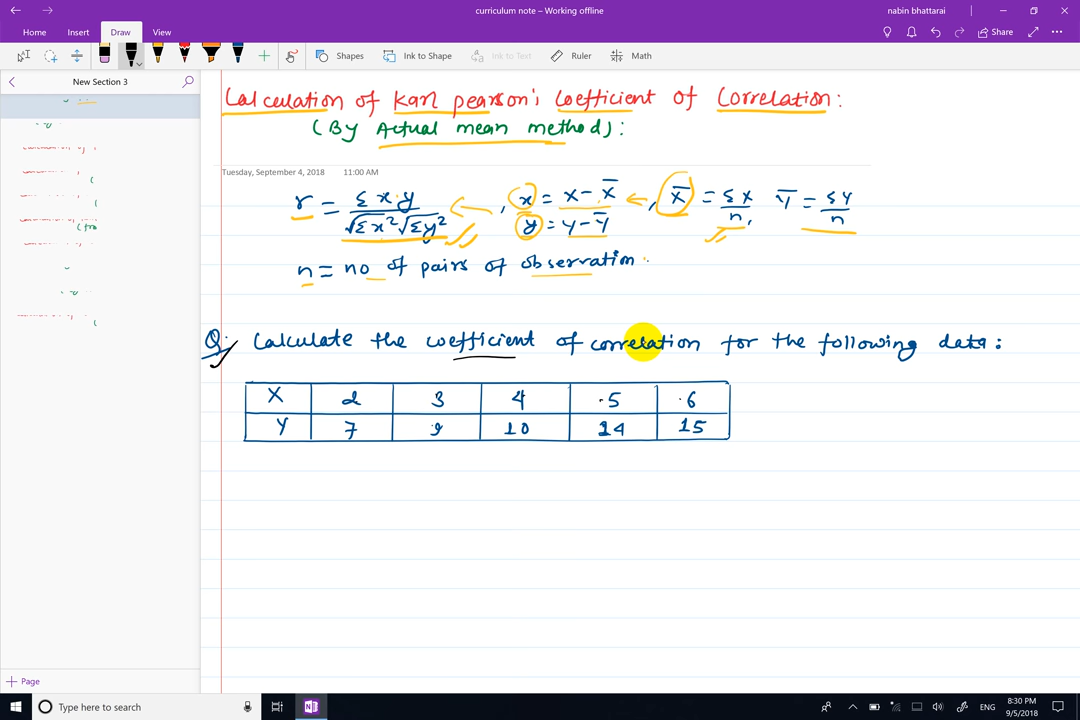 curriculum note – Working offline
nabin bhattarai
Home Insert Draw View
Share
Shapes Ink to Shape Ink to Text Ruler Math
New Section 3
Calculation of Karl pearson's Coefficient of Correlation:
(By Actual mean method):
Tuesday, September 4, 2018 11:00 AM
r = Σxy / √Σx² √Σy² , x = X − X̅ , X̅ = ΣX / n, Y̅ = ΣY / n
y = Y − Y̅
n = no of pairs of observation.
Q. Calculate the coefficient of correlation for the following data:
X 2 3 4 5 6
Y 7 9 10 14 15
Page
Type here to search
ENG
8:30 PM
9/5/2018